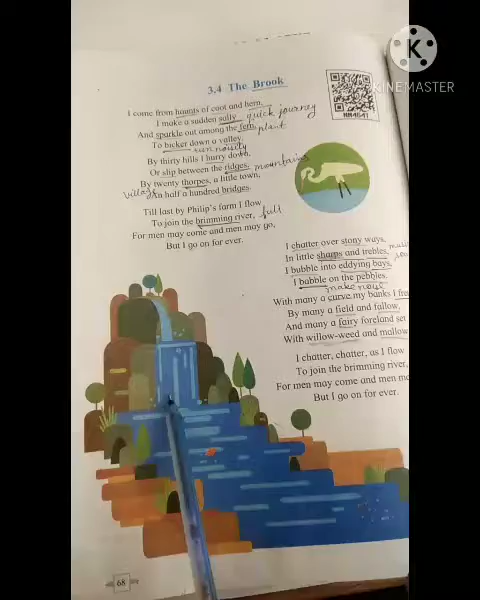 K
KINEMASTER
3.4 The Brook
HN4541
I come from haunts of coot and hern,
I make a sudden sally quick journey
And sparkle out among the fern, plant
To bicker down a valley.
run noisily
By thirty hills I hurry down,
Or slip between the ridges, mountains
By twenty thorpes, a little town,
village
And half a hundred bridges.
Till last by Philip's farm I flow
To join the brimming river, full
For men may come and men may go,
But I go on for ever.
I chatter over stony ways,
In little sharps and trebles,
I bubble into eddying bays,
I babble on the pebbles.
make noise
With many a curve my banks I
By many a field and fallow,
And many a fairy foreland set
With willow-weed and mallow
I chatter, chatter, as I flow
To join the brimming river,
For men may come and men
But I go on for ever.
68